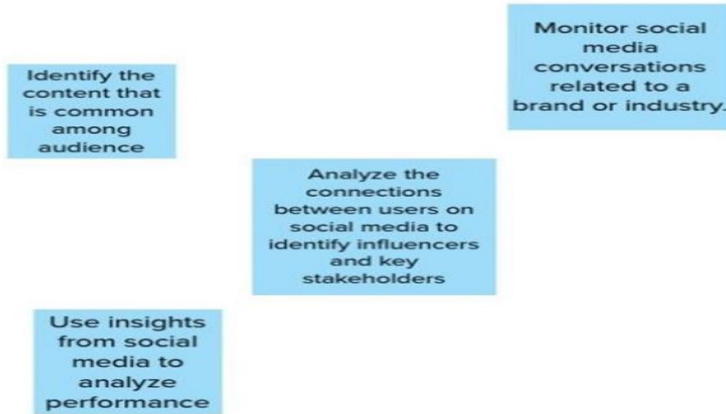 Monitor social
media
conversations
related to a
brand or industry.
Identify the
content that
is common
among
audience
Analyze the
connections
between users on
social media to
identify influencers
and key
stakeholders
Use insights
from social
media to
analyze
performance